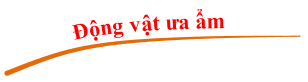 Động vật ưa ẩm